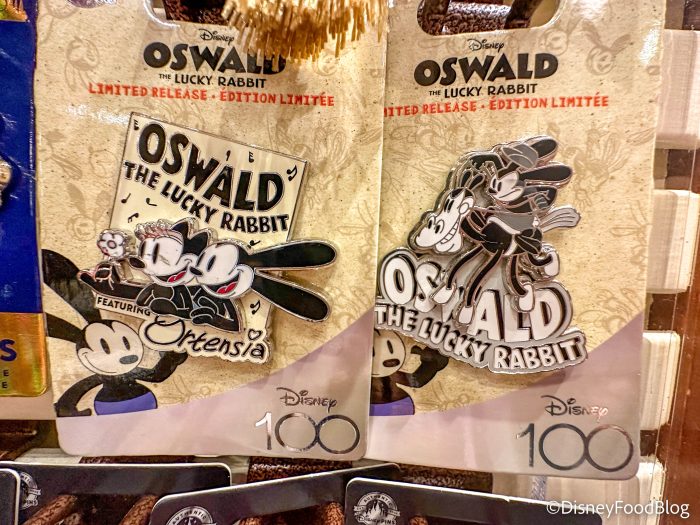 Disney
OSWALD
THE LUCKY RABBIT
LIMITED RELEASE • ÉDITION LIMITÉE
OSWALD
THE LUCKY RABBIT
FEATURING
Ortensia
Disney
100
Disney
OSWALD
THE LUCKY RABBIT
LIMITED RELEASE • ÉDITION LIMITÉE
OSWALD
THE LUCKY RABBIT
Disney
100
S
©DisneyFoodBlog